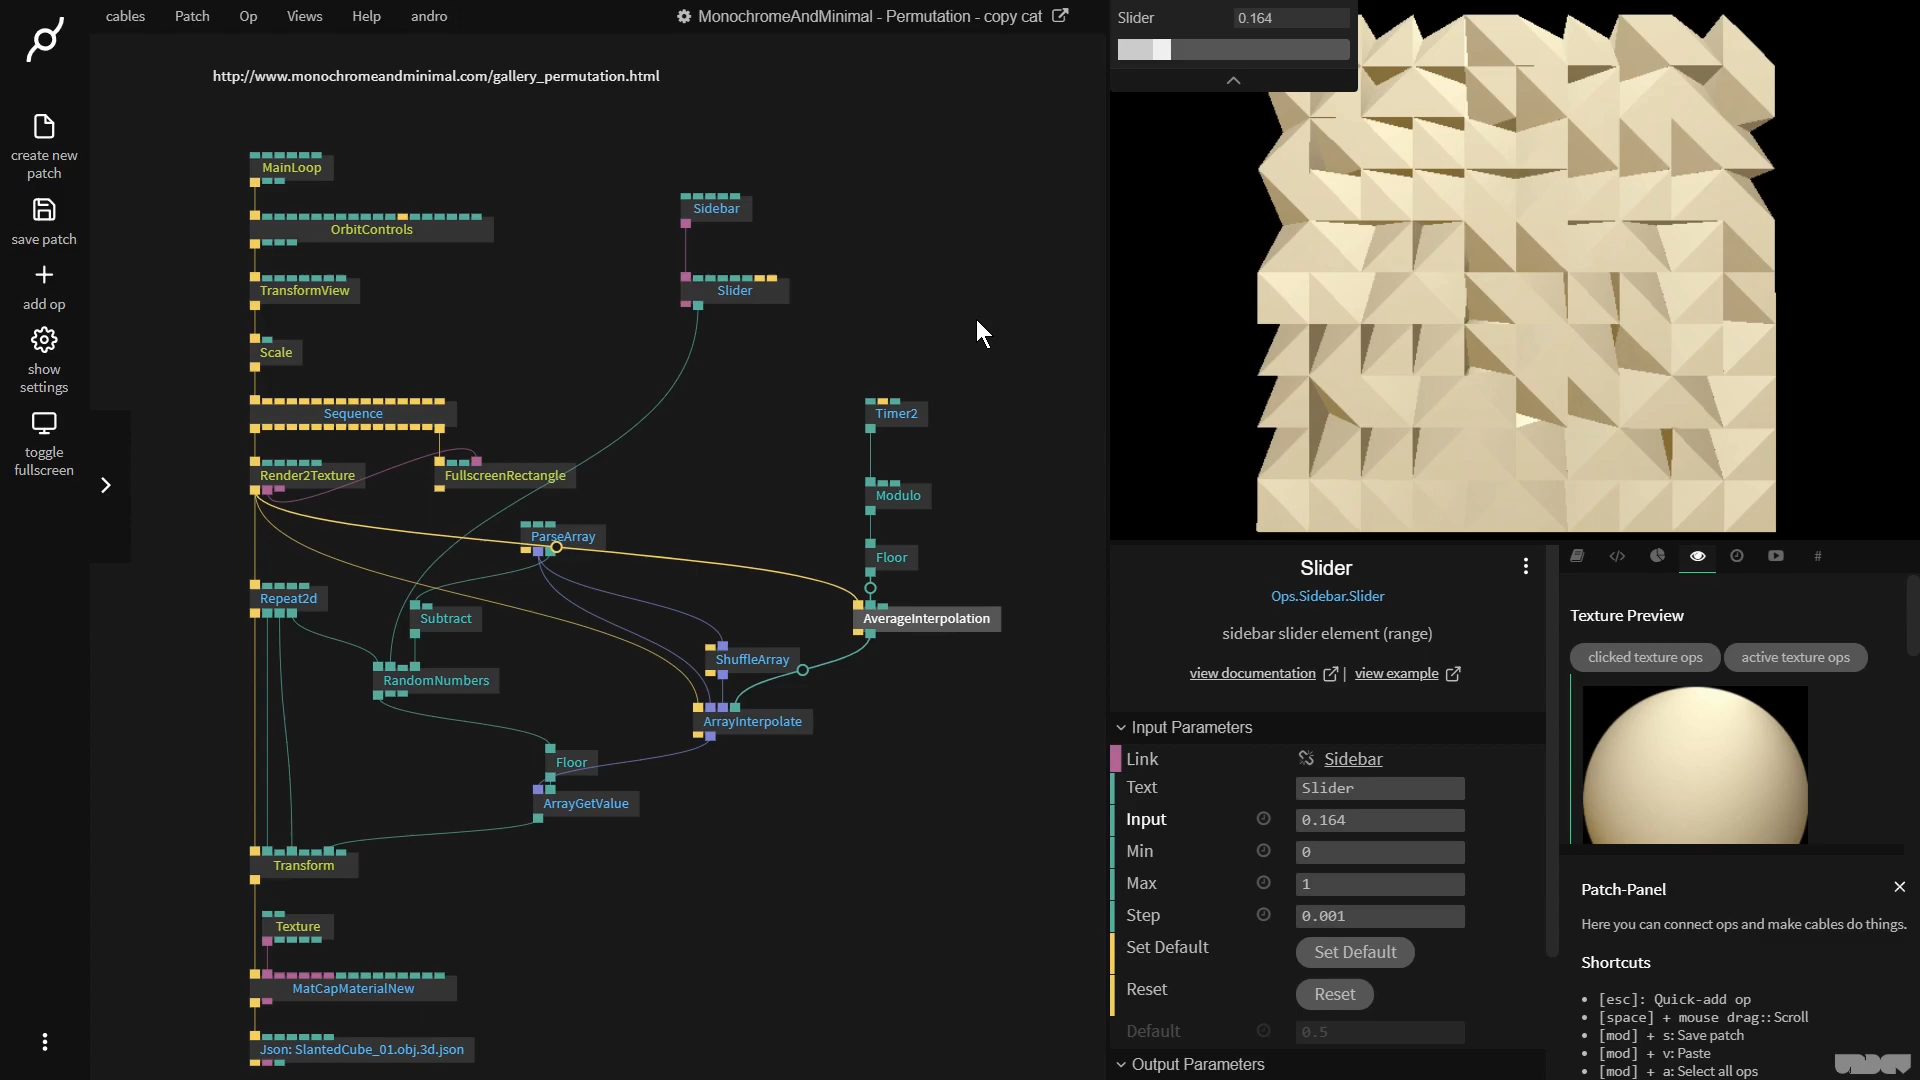 cables Patch Op Views Help andro
MonochromeAndMinimal - Permutation - copy cat
Slider 0.164
http://www.monochromeandminimal.com/gallery_permutation.html
create new
patch
save patch
add op
show
settings
toggle
fullscreen
MainLoop
Sidebar
OrbitControls
TransformView
Slider
Scale
Sequence
Timer2
Render2Texture
FullscreenRectangle
Modulo
ParseArray
Floor
Repeat2d
Subtract
AverageInterpolation
ShuffleArray
RandomNumbers
ArrayInterpolate
Floor
ArrayGetValue
Transform
Texture
MatCapMaterialNew
Json: SlantedCube_01.obj.3d.json
Slider
Ops.Sidebar.Slider
sidebar slider element (range)
view documentation | view example
Input Parameters
Link Sidebar
Text Slider
Input 0.164
Min 0
Max 1
Step 0.001
Set Default Set Default
Reset Reset
Default 0.5
Output Parameters
#
Texture Preview
clicked texture ops active texture ops
Patch-Panel
Here you can connect ops and make cables do things.
Shortcuts
[esc]: Quick-add op
[space] + mouse drag:: Scroll
[mod] + s: Save patch
[mod] + v: Paste
[mod] + a: Select all ops